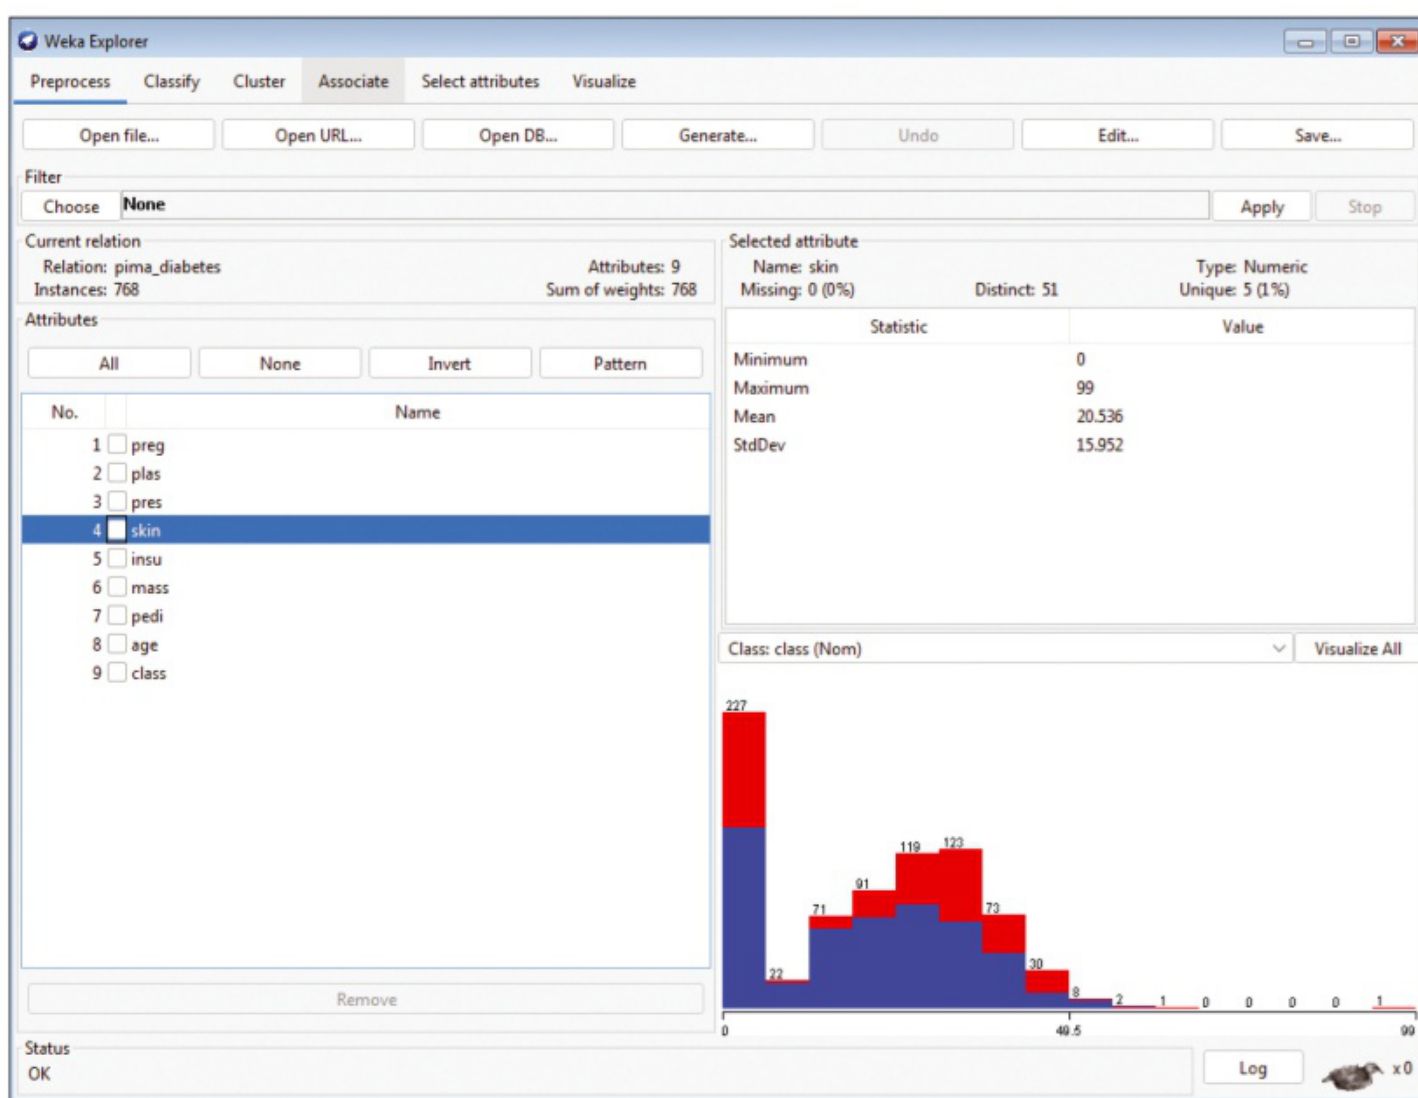 Weka Explorer
Preprocess Classify Cluster Associate Select attributes Visualize
Open file... Open URL... Open DB... Generate... Undo Edit... Save...
Filter
Choose None Apply Stop
Current relation
Relation: pima_diabetes Attributes: 9
Instances: 768 Sum of weights: 768
Selected attribute
Name: skin Type: Numeric
Missing: 0 (0%) Distinct: 51 Unique: 5 (1%)
Attributes
All None Invert Pattern
No. Name
1 preg
2 plas
3 pres
4 skin
5 insu
6 mass
7 pedi
8 age
9 class
Remove
Statistic Value
Minimum 0
Maximum 99
Mean 20.536
StdDev 15.952
Class: class (Nom) Visualize All
227
22
71
91
119
123
73
30
8
2
1
0
0
0
0
1
0 49.5 99
Status
OK
Log x 0